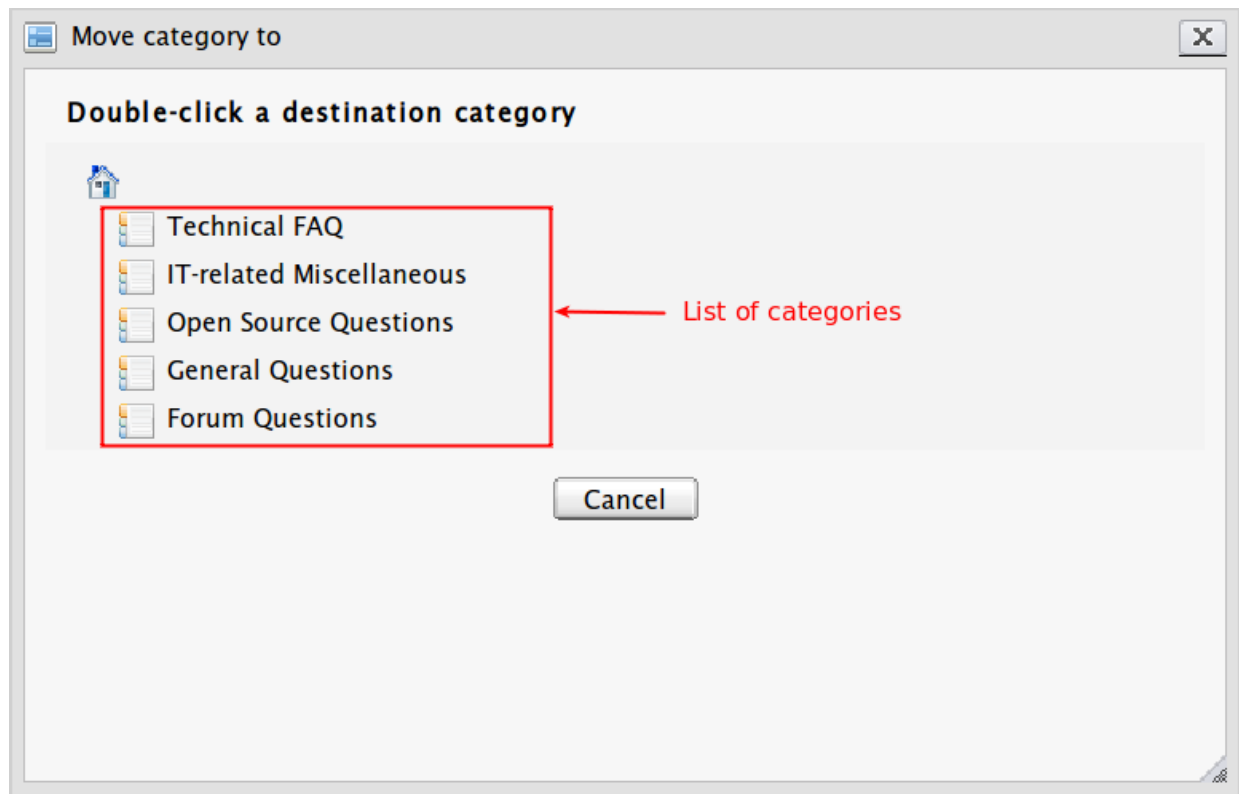 Move category to
X
Double-click a destination category
Technical FAQ
IT-related Miscellaneous
Open Source Questions
List of categories
General Questions
Forum Questions
Cancel